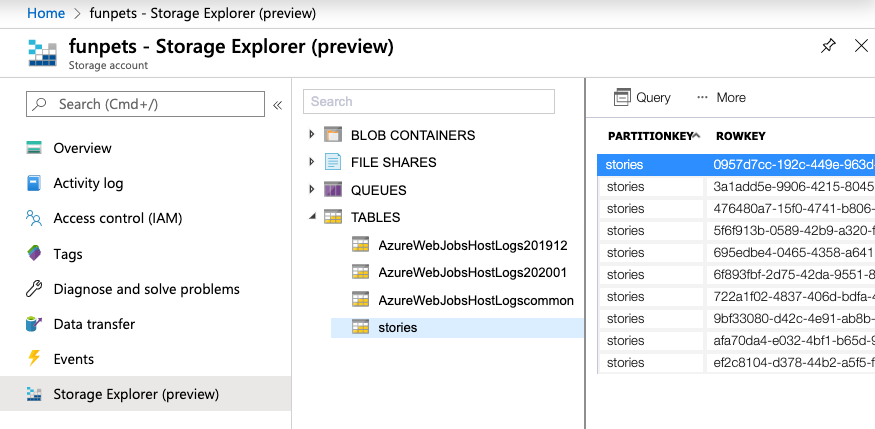 Home > funpets - Storage Explorer (preview)
funpets - Storage Explorer (preview)
Storage account
Search (Cmd+/)
«
Overview
Activity log
Access control (IAM)
Tags
Diagnose and solve problems
Data transfer
Events
Storage Explorer (preview)
Search
BLOB CONTAINERS
FILE SHARES
QUEUES
TABLES
AzureWebJobsHostLogs201912
AzureWebJobsHostLogs202001
AzureWebJobsHostLogscommon
stories
Query ··· More
PARTITIONKEY ROWKEY
stories 0957d7cc-192c-449e-963d
stories 3a1add5e-9906-4215-8045
stories 476480a7-15f0-4741-b806-
stories 5f6f913b-0589-42b9-a320-f
stories 695edbe4-0465-4358-a641
stories 6f893fbf-2d75-42da-9551-8
stories 722a1f02-4837-406d-bdfa-4
stories 9bf33080-d42c-4e91-ab8b-
stories afa70da4-e032-4bf1-b65d-9
stories ef2c8104-d378-44b2-a5f5-f